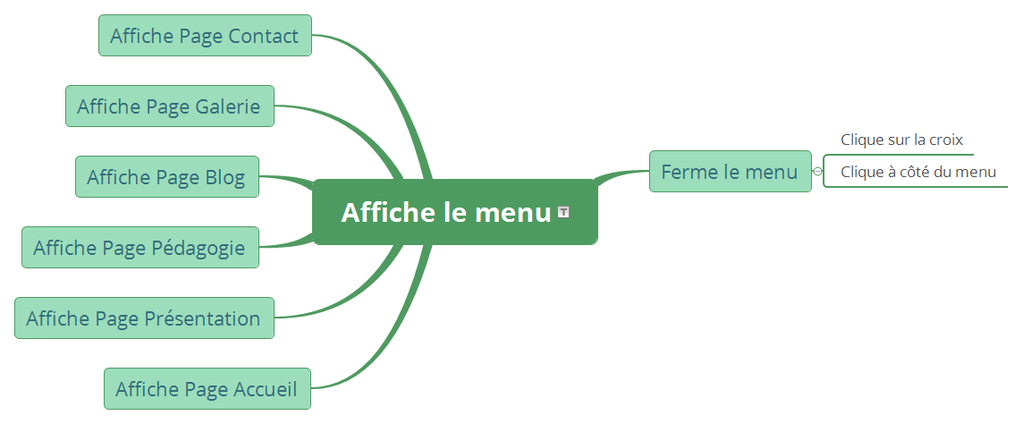 Affiche Page Contact
Affiche Page Galerie
Affiche Page Blog
Affiche Page Pédagogie
Affiche Page Présentation
Affiche Page Accueil
Affiche le menu T
Ferme le menu
Clique sur la croix
Clique à côté du menu